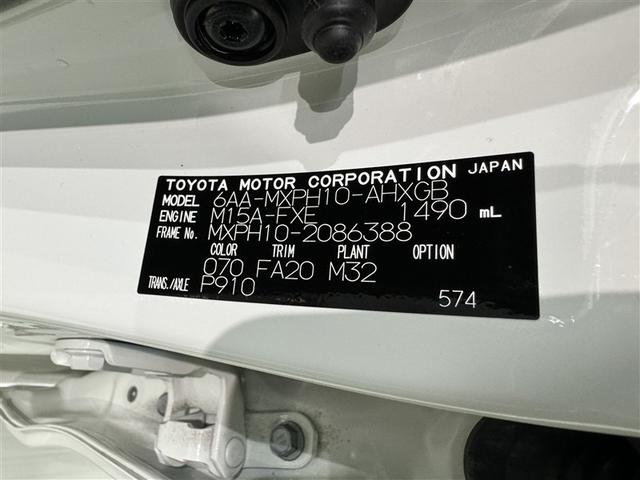 TOYOTA MOTOR CORPORATION JAPAN
MODEL 6AA-MXPH10-AHXGB
ENGINE M15A-FXE 1490 mL
FRAME No. MXPH10-2086388
COLOR TRIM PLANT OPTION
070 FA20 M32
TRANS./AXLE P910
574